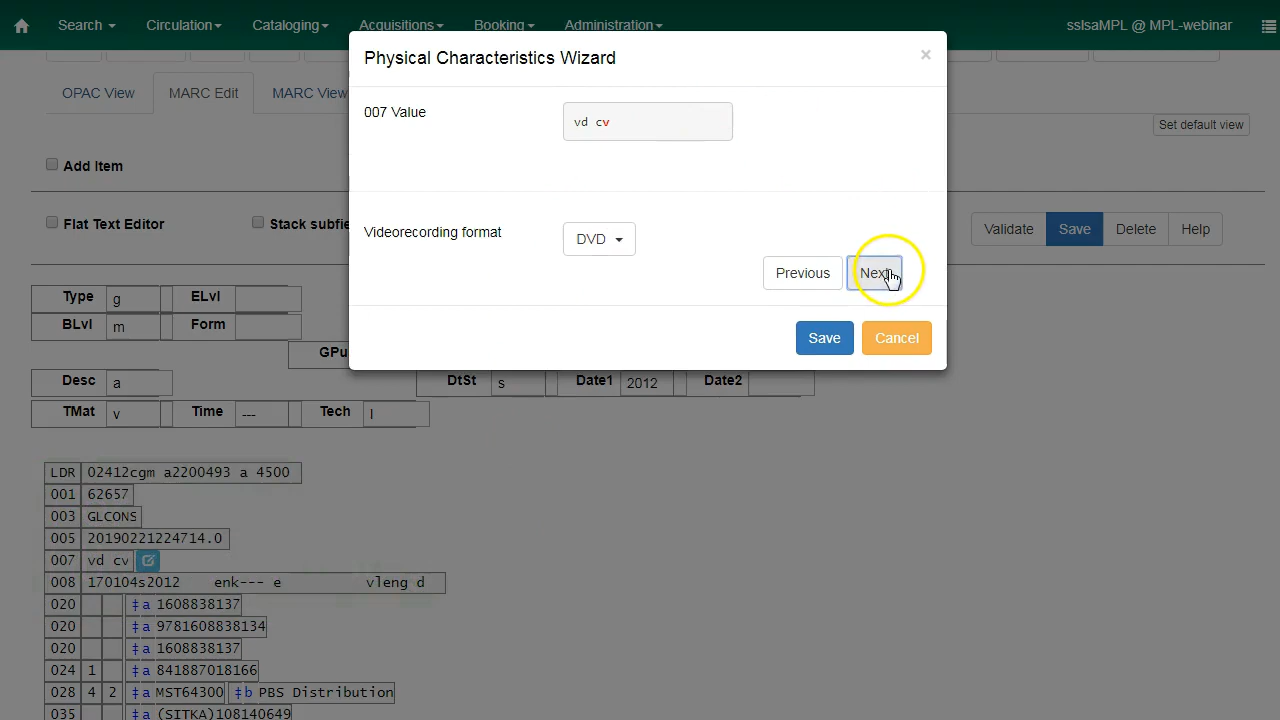 Search Circulation Cataloging Acquisitions Booking Administration sslsaMPL @ MPL-webinar
Physical Characteristics Wizard ×
OPAC View MARC Edit MARC View
007 Value vd cv
Set default view
Add Item
Flat Text Editor Stack subfie
Validate Save Delete Help
Videorecording format DVD
Previous Next
Save Cancel
Type g ELvl
BLvl m Form
GPu
Desc a DtSt s Date1 2012 Date2
TMat v Time --- Tech l
LDR 02412cgm a2200493 a 4500
001 62657
003 GLCONS
005 20190221224714.0
007 vd cv
008 170104s2012 enk--- e vleng d
020 ‡a 1608838137
020 ‡a 9781608838134
020 ‡a 1608838137
024 1 ‡a 841887018166
028 4 2 ‡a MST64300 ‡b PBS Distribution
035 ‡a (SITKA)108140649